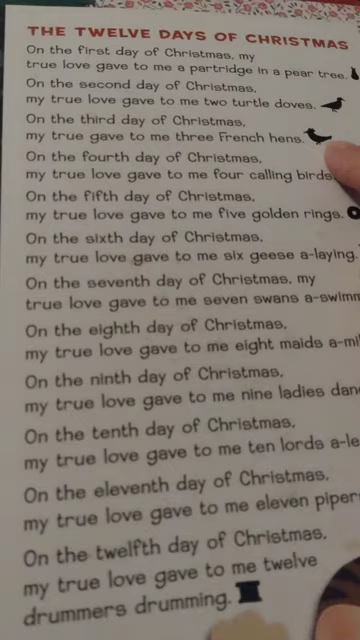 THE TWELVE DAYS OF CHRISTMAS
On the first day of Christmas, my
true love gave to me a partridge in a pear tree.
On the second day of Christmas,
my true love gave to me two turtle doves.
On the third day of Christmas,
my true gave to me three French hens.
On the fourth day of Christmas,
my true love gave to me four calling birds.
On the fifth day of Christmas,
my true love gave to me five golden rings.
On the sixth day of Christmas,
my true love gave to me six geese a-laying.
On the seventh day of Christmas, my
true love gave to me seven swans a-swimm
On the eighth day of Christmas,
my true love gave to me eight maids a-mi
On the ninth day of Christmas,
my true love gave to me nine ladies dan
On the tenth day of Christmas,
my true love gave to me ten lords a-le
On the eleventh day of Christmas,
my true love gave to me eleven piper
On the twelfth day of Christmas,
my true love gave to me twelve
drummers drumming.